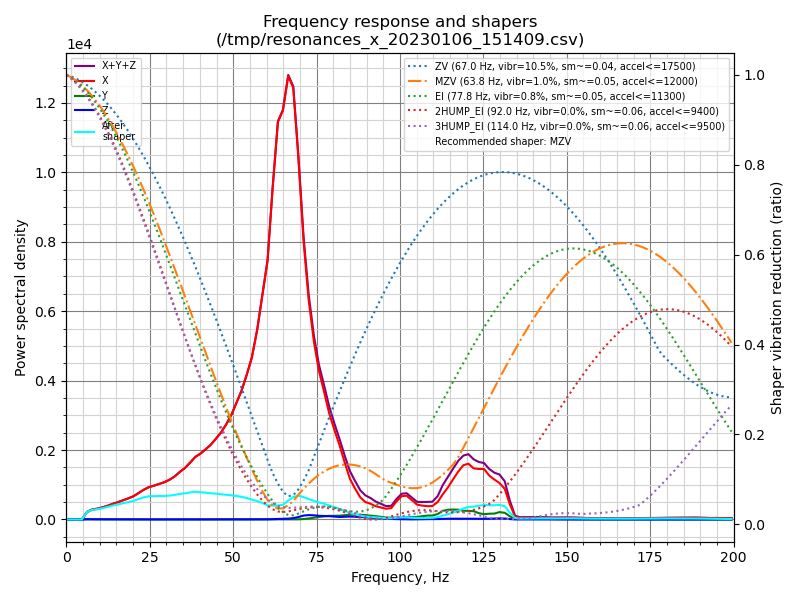 Frequency response and shapers
(/tmp/resonances_x_20230106_151409.csv)
1e4
X+Y+Z
X
Y
Z
After
shaper
ZV (67.0 Hz, vibr=10.5%, sm~=0.04, accel<=17500)
MZV (63.8 Hz, vibr=1.0%, sm~=0.05, accel<=12000)
EI (77.8 Hz, vibr=0.8%, sm~=0.05, accel<=11300)
2HUMP_EI (92.0 Hz, vibr=0.0%, sm~=0.06, accel<=9400)
3HUMP_EI (114.0 Hz, vibr=0.0%, sm~=0.06, accel<=9500)
Recommended shaper: MZV
1.2
1.0
0.8
0.6
0.4
0.2
0.0
Power spectral density
1.0
0.8
0.6
0.4
0.2
0.0
Shaper vibration reduction (ratio)
0 25 50 75 100 125 150 175 200
Frequency, Hz